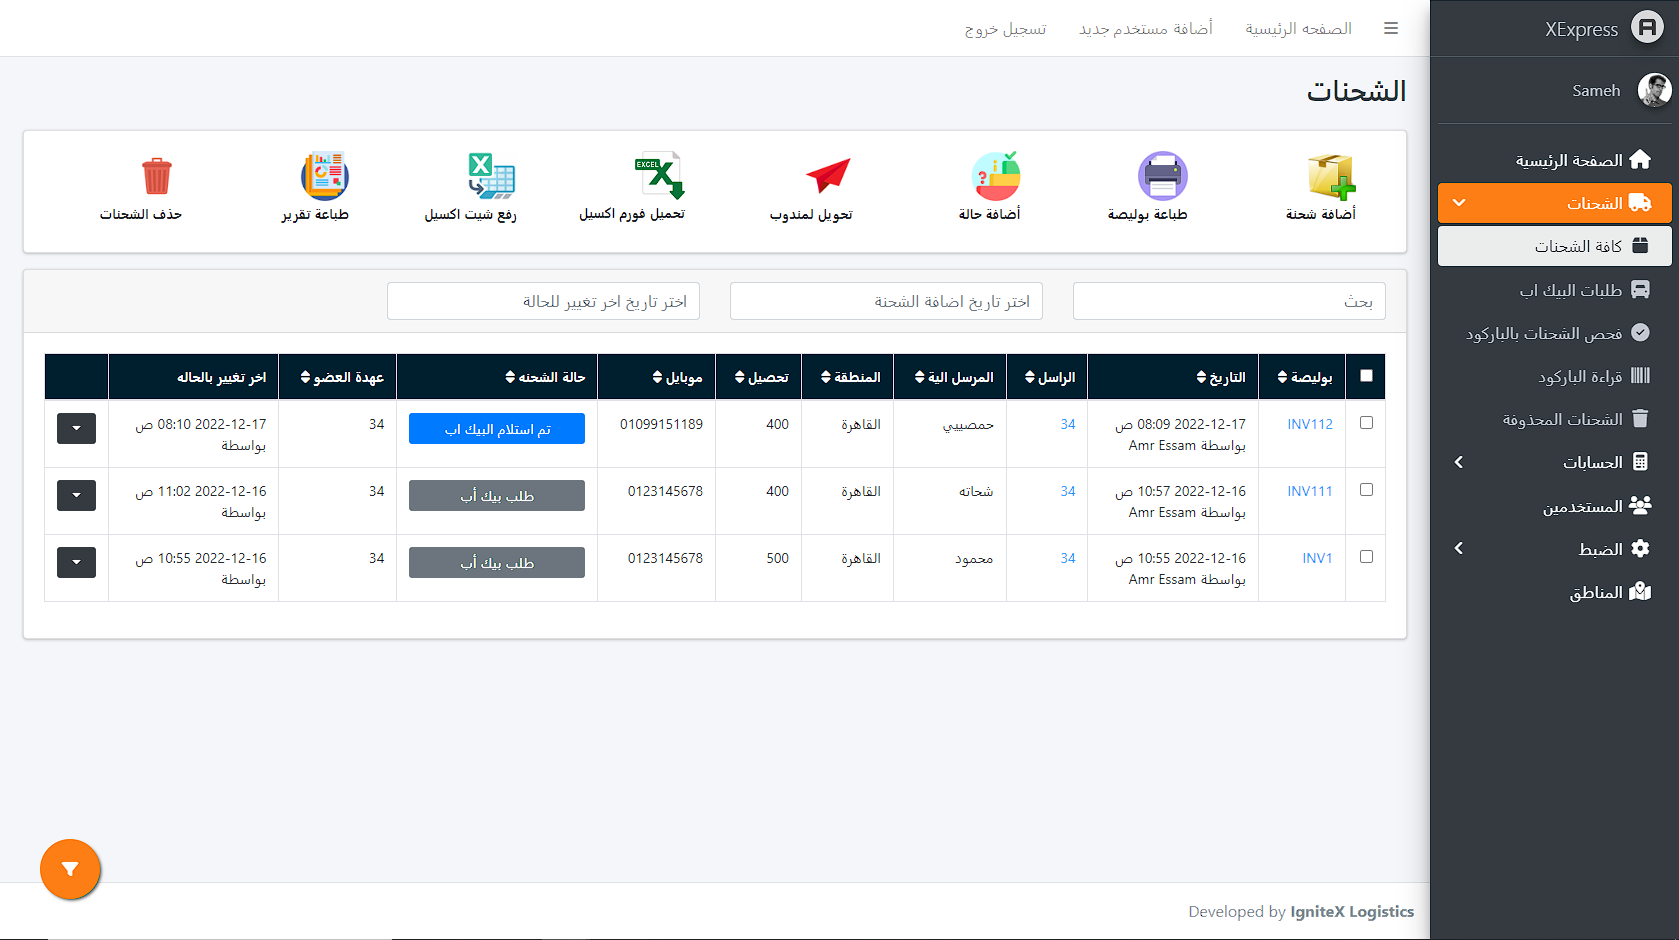 XExpress
Sameh
الصفحة الرئيسية
الشحنات
كافة الشحنات
طلبات البيك اب
فحص الشحنات بالباركود
قراءة الباركود
الشحنات المحذوفة
الحسابات
المستخدمين
الضبط
المناطق
الصفحه الرئيسية أضافة مستخدم جديد تسجيل خروج
الشحنات
أضافة شحنة طباعة بوليصة أضافة حالة تحويل لمندوب تحميل فورم اكسيل رفع شيت اكسيل طباعة تقرير حذف الشحنات
بحث اختر تاريخ اضافة الشحنة اختر تاريخ اخر تغيير للحالة
بوليصة التاريخ الراسل المرسل الية المنطقة تحصيل موبايل حالة الشحنه عهدة العضو اخر تغيير بالحاله
INV112 2022-12-17 08:09 ص 34 حمصيبي القاهرة 400 01099151189 تم استلام البيك اب 34 2022-12-17 08:10 ص
بواسطة Amr Essam بواسطة
INV111 2022-12-16 10:57 ص 34 شحاته القاهرة 400 0123145678 طلب بيك أب 34 2022-12-16 11:02 ص
بواسطة Amr Essam بواسطة
INV1 2022-12-16 10:55 ص 34 محمود القاهرة 500 0123145678 طلب بيك أب 34 2022-12-16 10:55 ص
بواسطة Amr Essam بواسطة
Developed by IgniteX Logistics